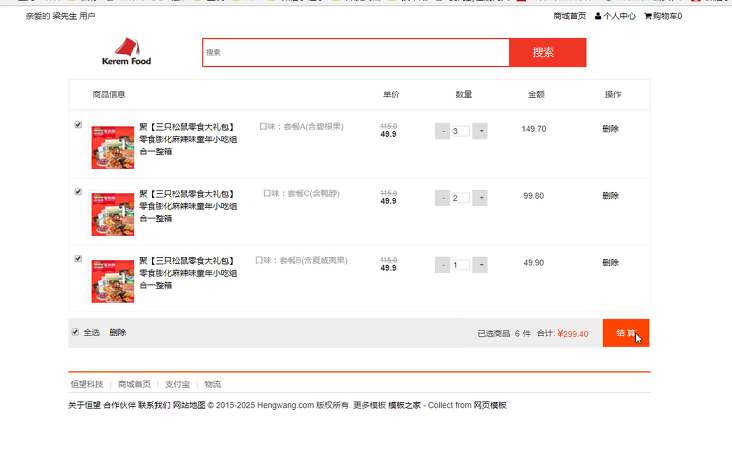 亲爱的 梁先生 用户
商城首页 个人中心 购物车0
Kerem Food
搜索 搜索
商品信息 单价 数量 金额 操作
聚【三只松鼠零食大礼包】 口味：套餐A(含碧根果) 115.0 - 3 + 149.70 删除
零食膨化麻辣味童年小吃组 49.9
合一整箱
聚【三只松鼠零食大礼包】 口味：套餐C(含鸭脖) 115.0 - 2 + 99.80 删除
零食膨化麻辣味童年小吃组 49.9
合一整箱
聚【三只松鼠零食大礼包】 口味：套餐B(含夏威夷果) 115.0 - 1 + 49.90 删除
零食膨化麻辣味童年小吃组 49.9
合一整箱
全选 删除 已选商品 6 件 合计: ¥299.40 结 算
恒望科技 | 商城首页 | 支付宝 | 物流
关于恒望 合作伙伴 联系我们 网站地图 © 2015-2025 Hengwang.com 版权所有. 更多模板 模板之家 - Collect from 网页模板